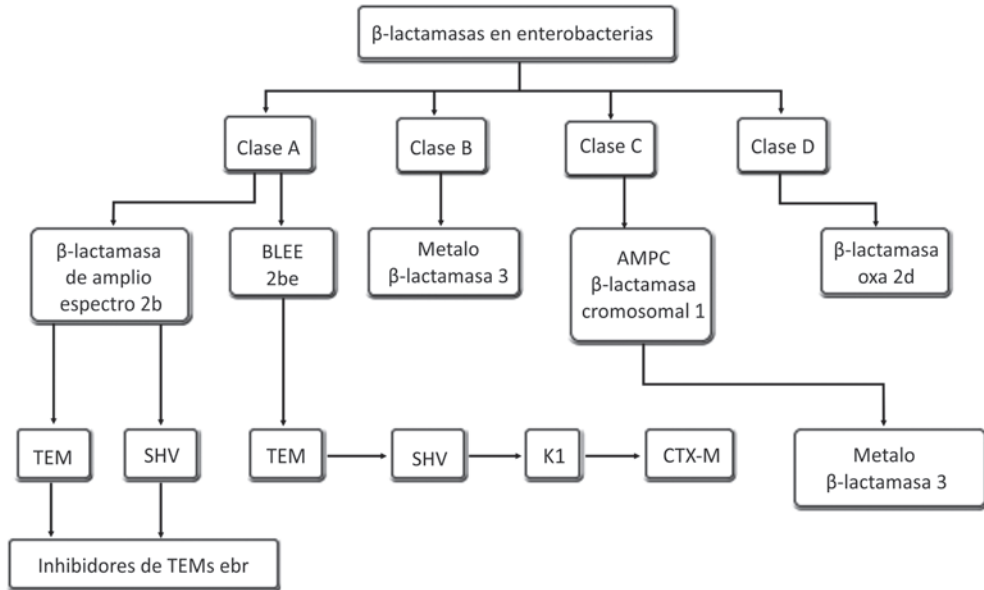 β-lactamasas en enterobacterias
Clase A
Clase B
Clase C
Clase D
β-lactamasa
de amplio
espectro 2b
BLEE
2be
Metalo
β-lactamasa 3
AMPC
β-lactamasa
cromosomal 1
β-lactamasa
oxa 2d
TEM
SHV
TEM
SHV
K1
CTX-M
Metalo
β-lactamasa 3
Inhibidores de TEMs ebr